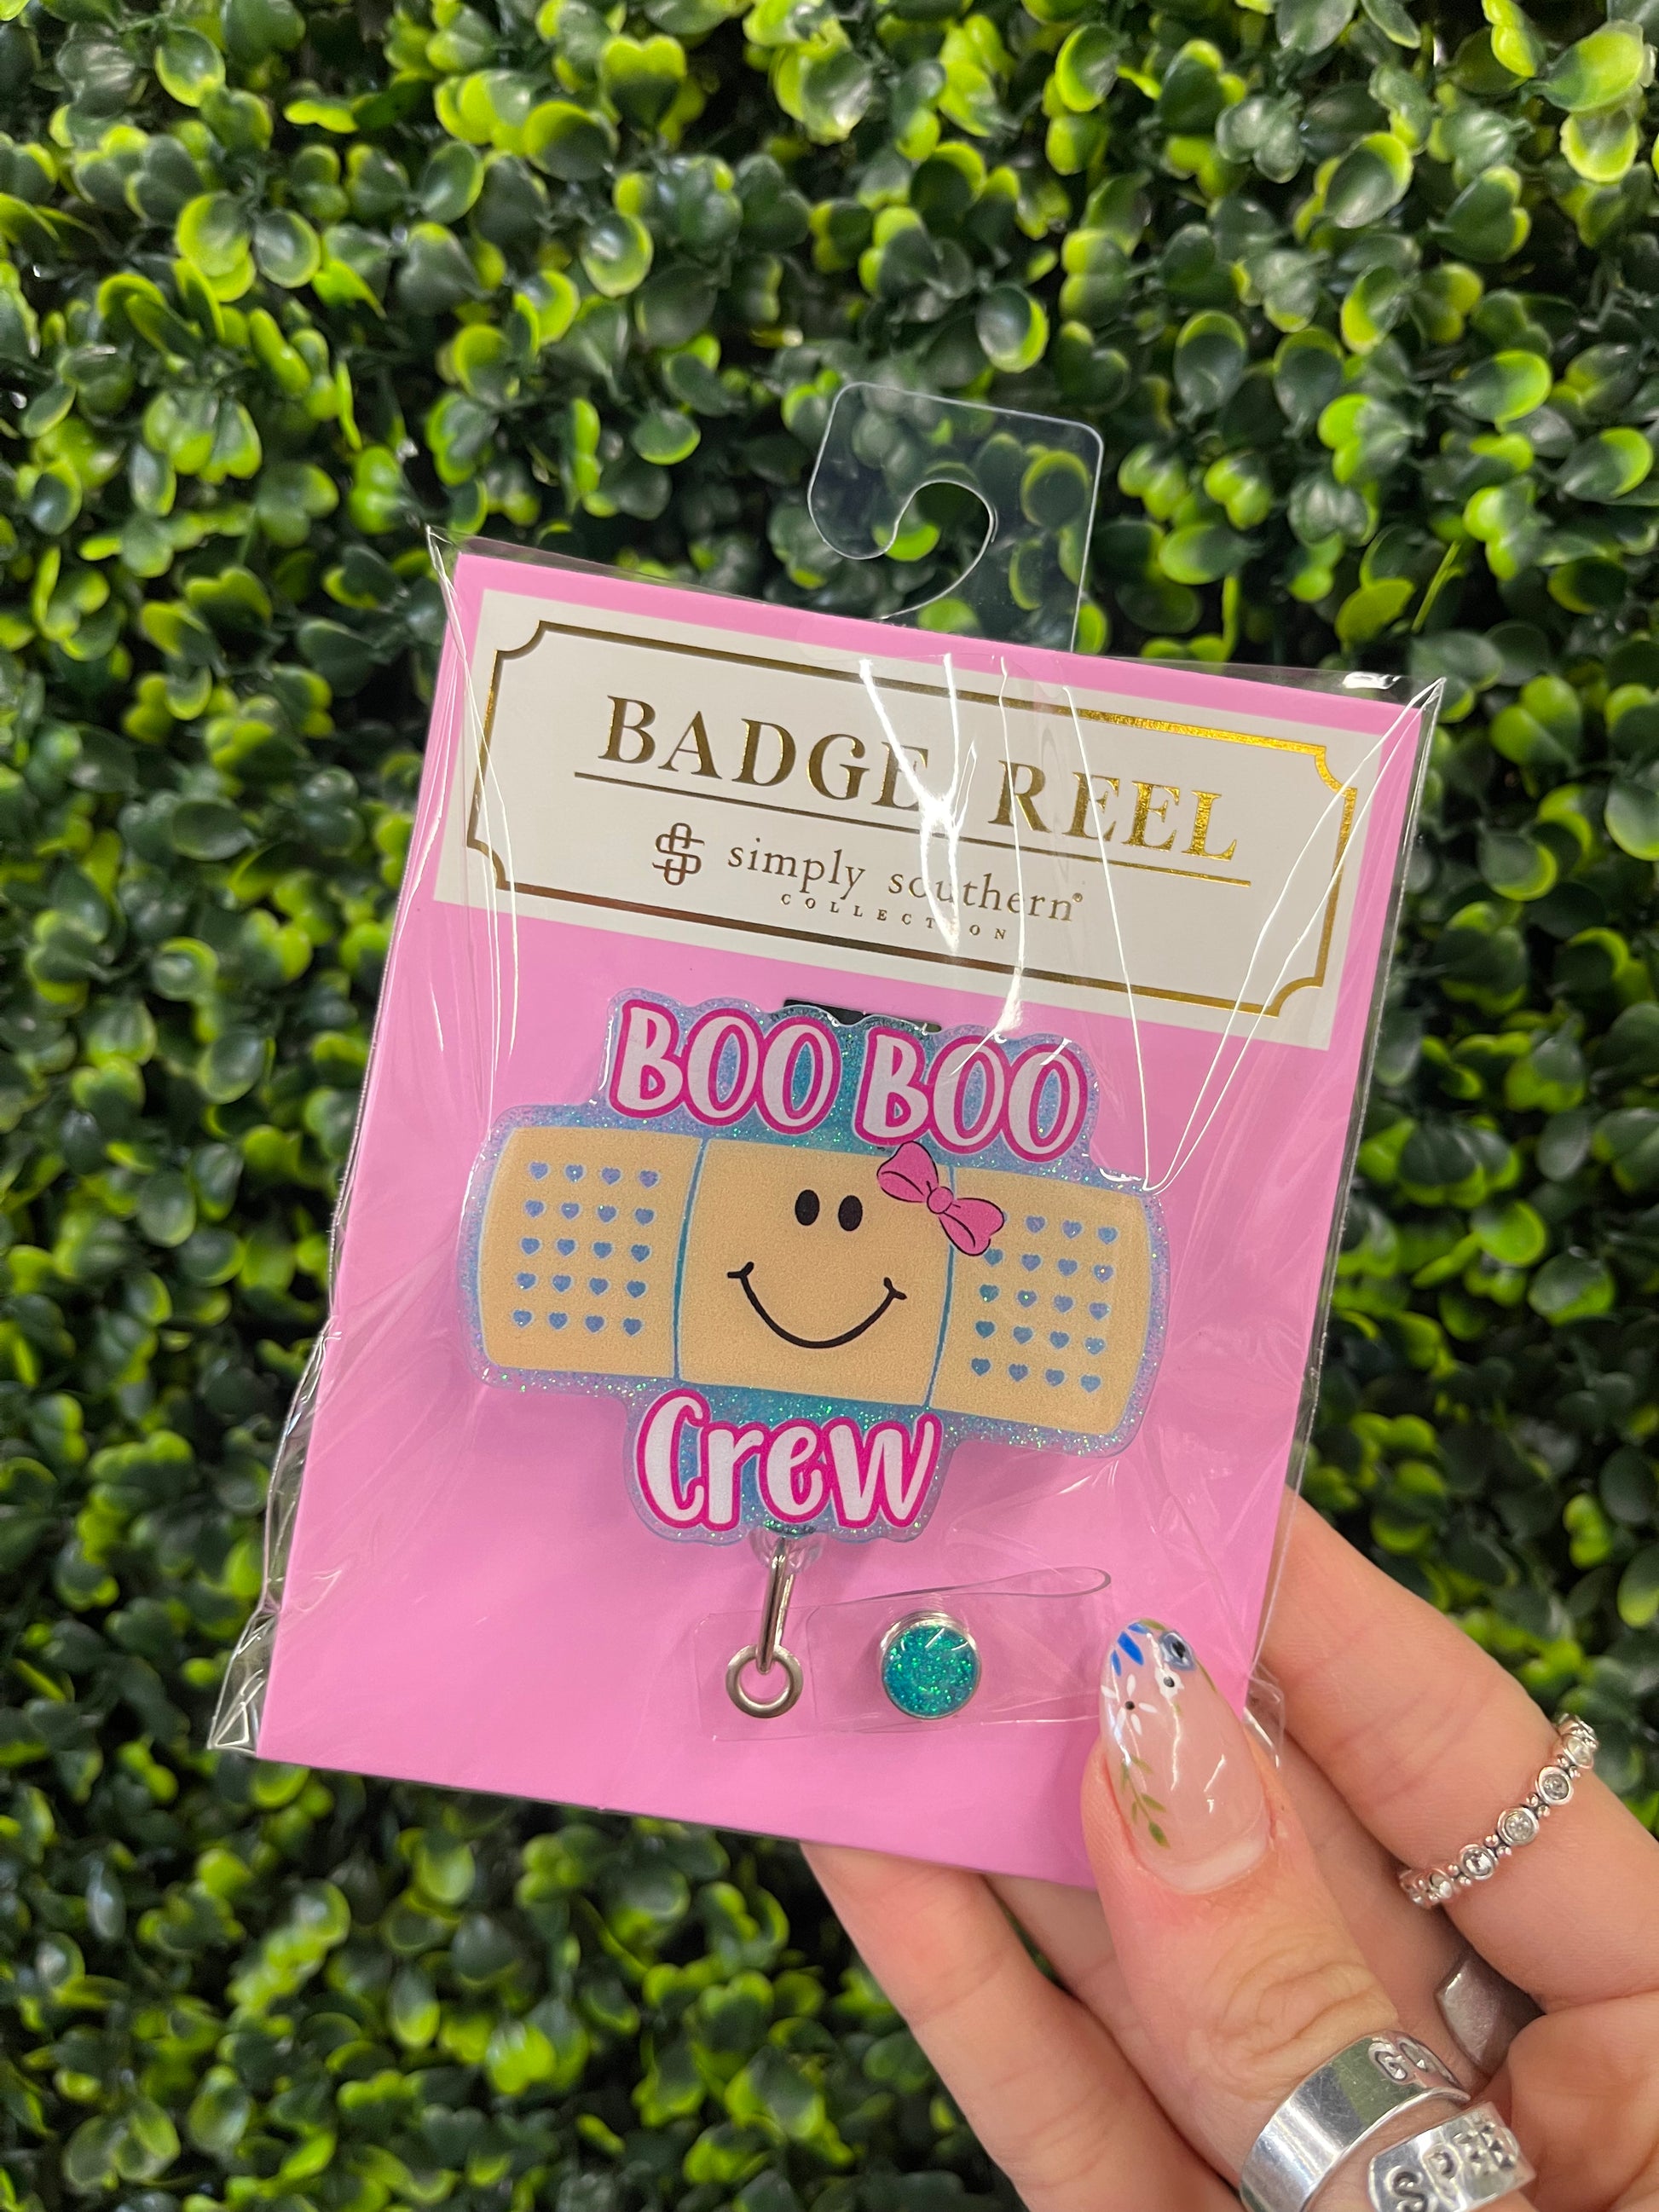 BADGE REEL
simply southern®
COLLECTION
BOO BOO
Crew